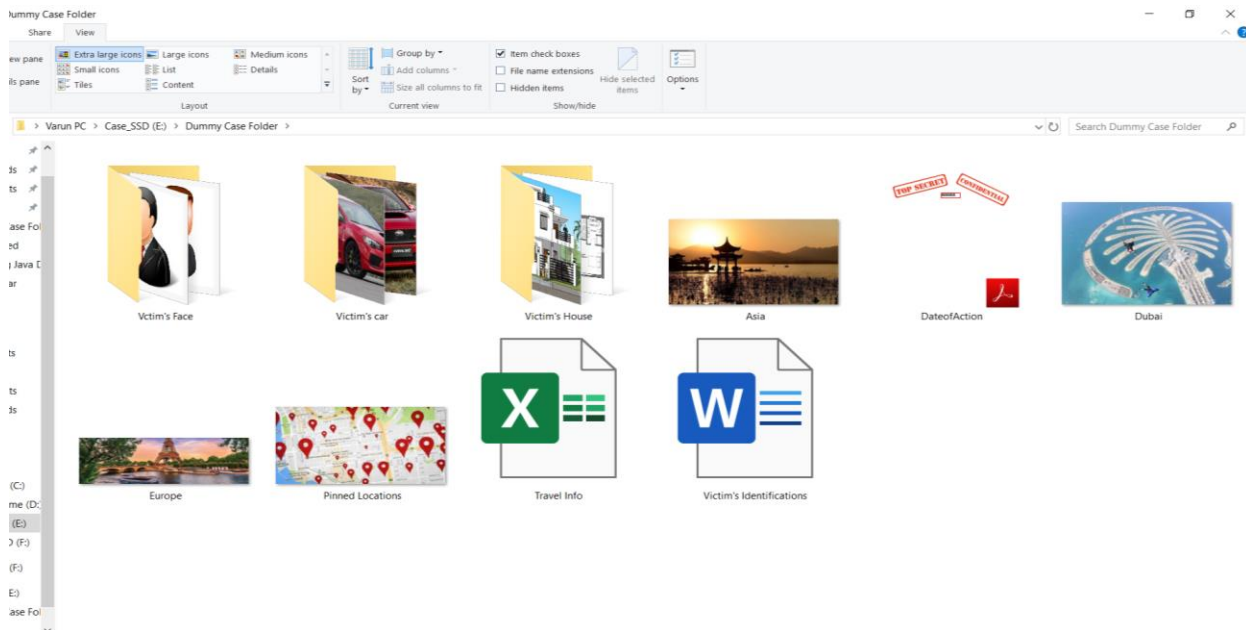 Dummy Case Folder
Share View
Extra large icons Large icons Medium icons
Small icons List Details
Tiles Content
Layout
Sort by
Group by
Add columns
Size all columns to fit
Current view
Item check boxes
File name extensions
Hidden items
Hide selected items
Show/hide
Options
> Varun PC > Case_SSD (E:) > Dummy Case Folder >
Search Dummy Case Folder
TOP SECRET
CONFIDENTIAL
Vctim's Face
Victim's car
Victim's House
Asia
DateofAction
Dubai
X
W
Europe
Pinned Locations
Travel Info
Victim's Identifications
(C:)
(E:)
(F:)